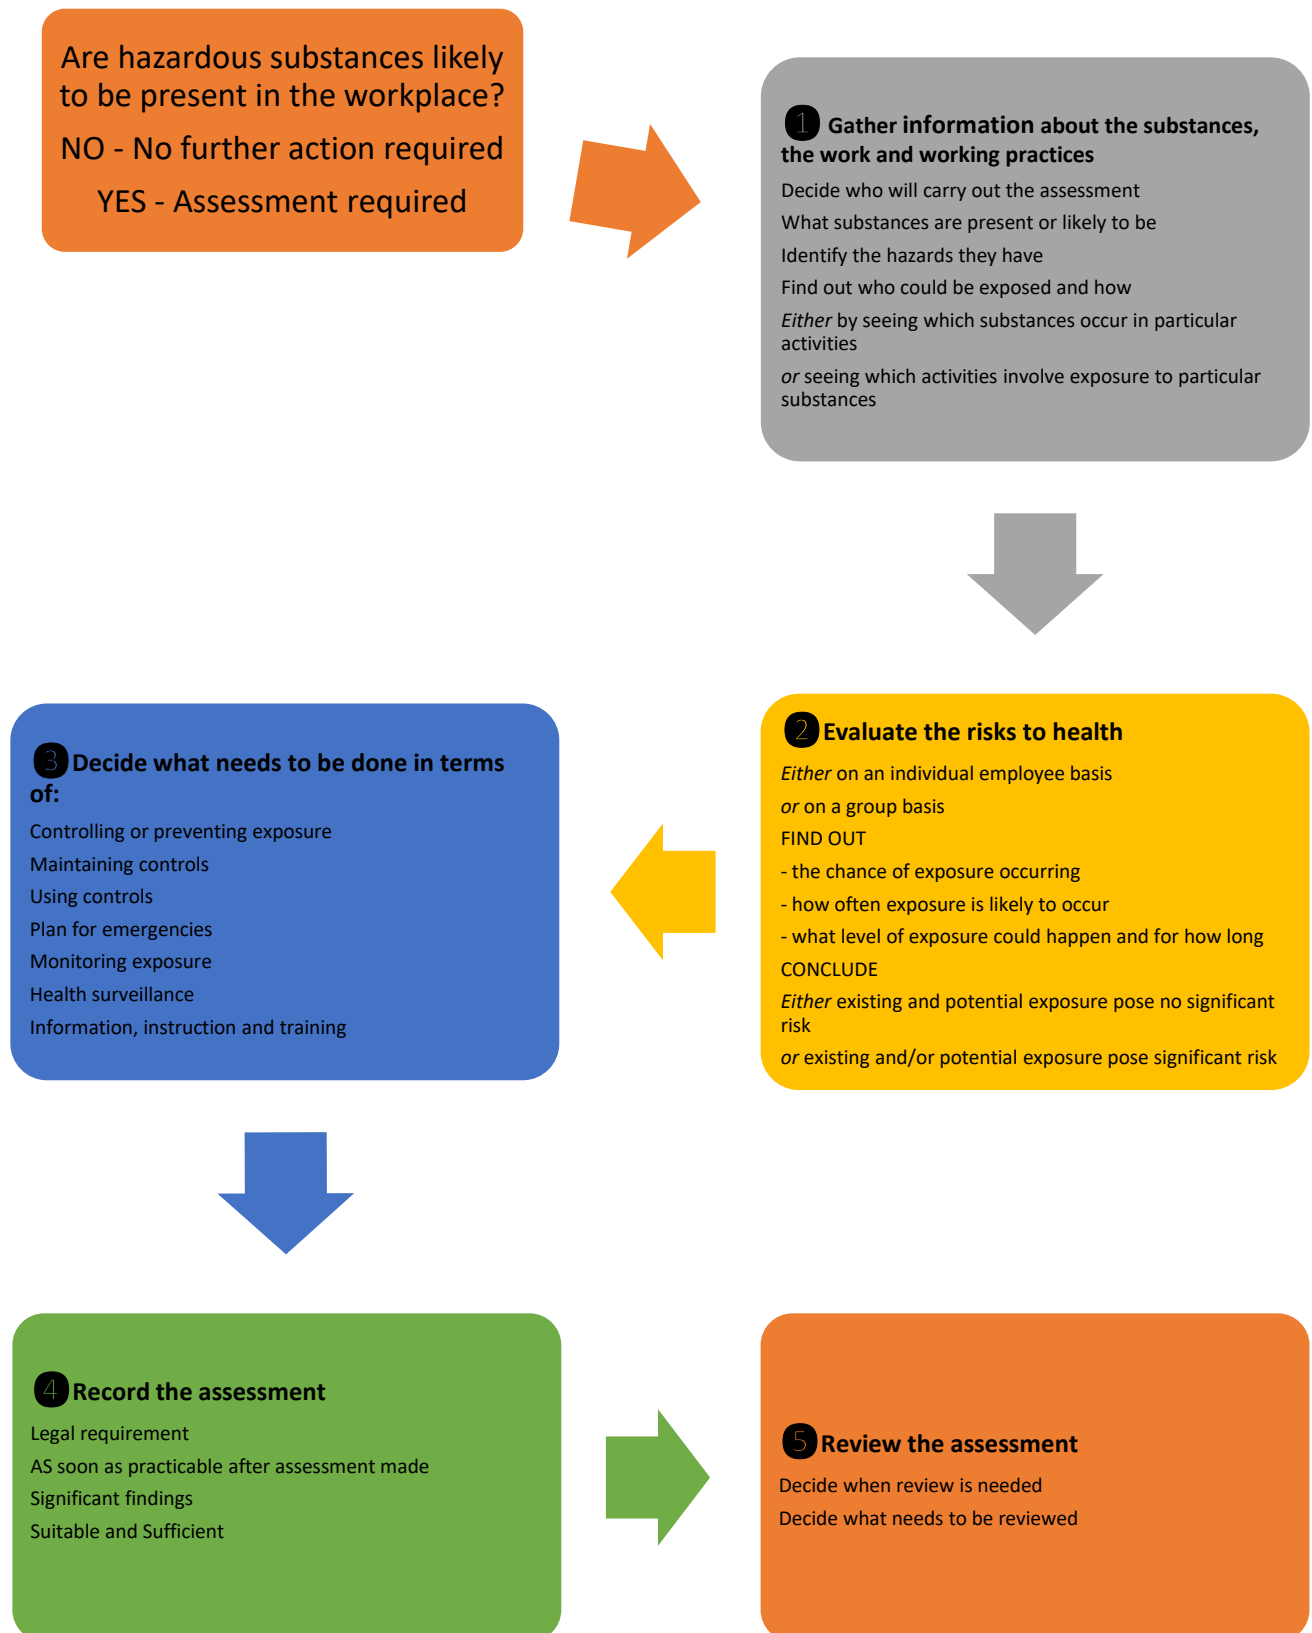 Are hazardous substances likely
to be present in the workplace?
NO - No further action required
YES - Assessment required
1 Gather information about the substances,
the work and working practices
Decide who will carry out the assessment
What substances are present or likely to be
Identify the hazards they have
Find out who could be exposed and how
Either by seeing which substances occur in particular
activities
or seeing which activities involve exposure to particular
substances
2 Evaluate the risks to health
Either on an individual employee basis
or on a group basis
FIND OUT
- the chance of exposure occurring
- how often exposure is likely to occur
- what level of exposure could happen and for how long
CONCLUDE
Either existing and potential exposure pose no significant
risk
or existing and/or potential exposure pose significant risk
3 Decide what needs to be done in terms
of:
Controlling or preventing exposure
Maintaining controls
Using controls
Plan for emergencies
Monitoring exposure
Health surveillance
Information, instruction and training
4 Record the assessment
Legal requirement
AS soon as practicable after assessment made
Significant findings
Suitable and Sufficient
5 Review the assessment
Decide when review is needed
Decide what needs to be reviewed